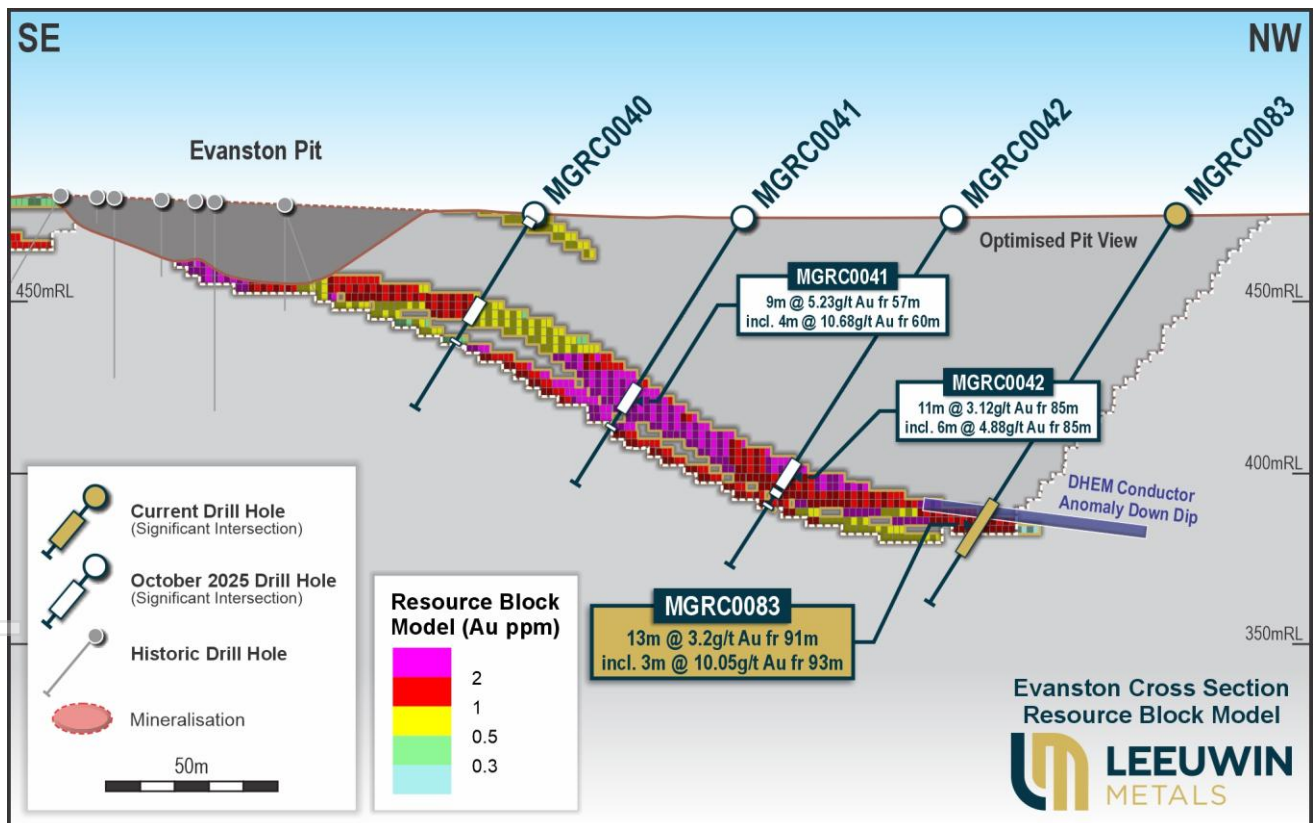 SE
NW
MGRC0040
MGRC0041
MGRC0042
MGRC0083
Evanston Pit
Optimised Pit View
450mRL
450mRL
MGRC0041
9m @ 5.23g/t Au fr 57m
incl. 4m @ 10.68g/t Au fr 60m
MGRC0042
11m @ 3.12g/t Au fr 85m
incl. 6m @ 4.88g/t Au fr 85m
400mRL
DHEM Conductor
Anomaly Down Dip
MGRC0083
13m @ 3.2g/t Au fr 91m
incl. 3m @ 10.05g/t Au fr 93m
350mRL
Current Drill Hole
(Significant Intersection)
October 2025 Drill Hole
(Significant Intersection)
Historic Drill Hole
Mineralisation
50m
Resource Block
Model (Au ppm)
2
1
0.5
0.3
Evanston Cross Section
Resource Block Model
LEEUWIN
METALS